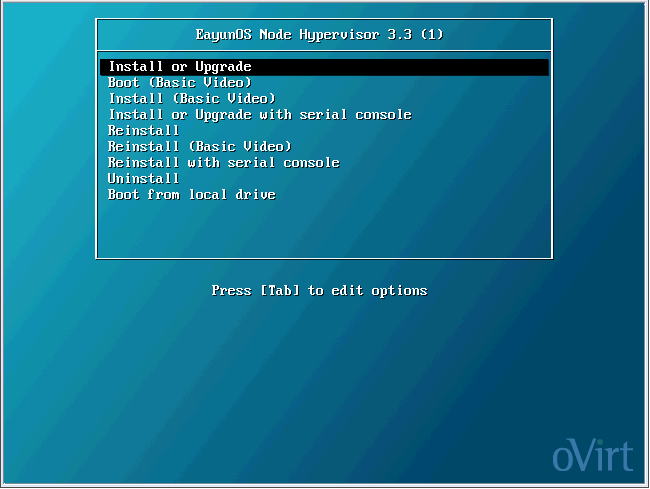 EayunOS Node Hypervisor 3.3 (1)
Install or Upgrade
Boot (Basic Video)
Install (Basic Video)
Install or Upgrade with serial console
Reinstall
Reinstall (Basic Video)
Reinstall with serial console
Uninstall
Boot from local drive
Press [Tab] to edit options
oVirt